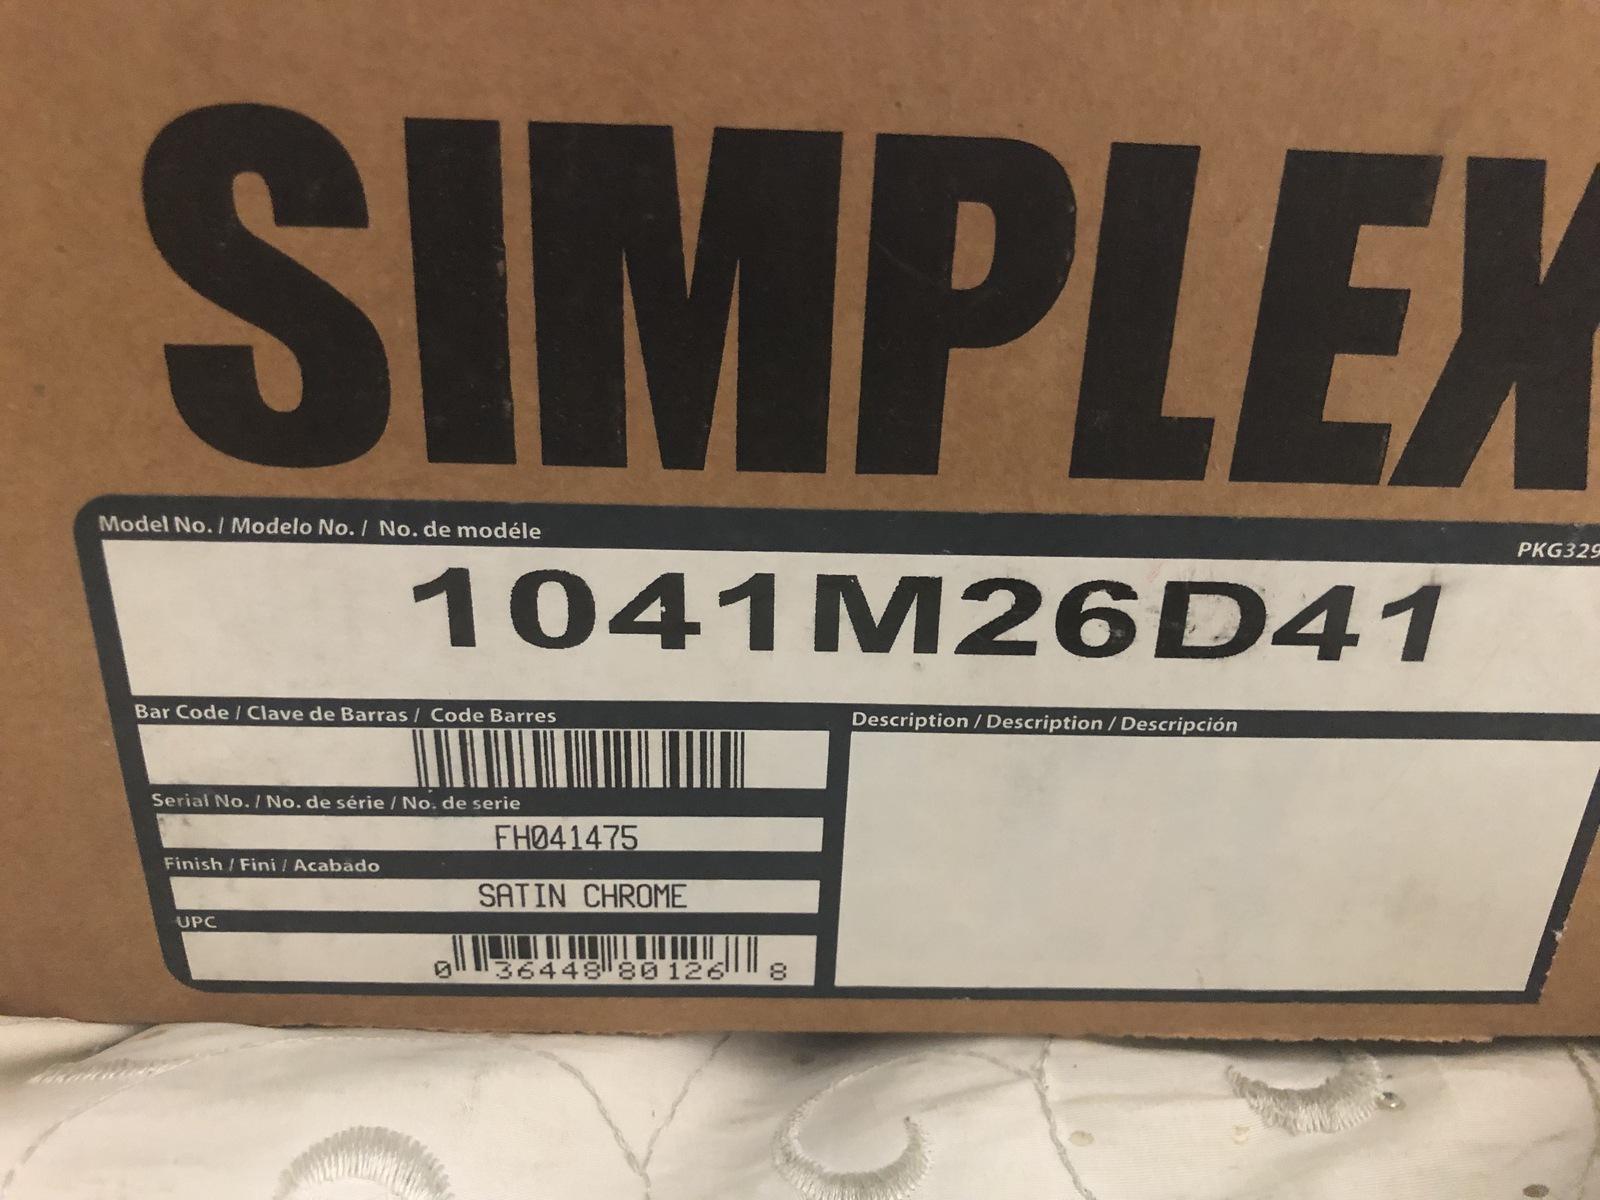 SIMPLEX
Model No. / Modelo No. / No. de modéle
PKG329
1041M26D41
Bar Code / Clave de Barras / Code Barres
Description / Description / Descripción
Serial No. / No. de série / No. de serie
FH041475
Finish / Fini / Acabado
SATIN CHROME
UPC
0 36448 80126 8